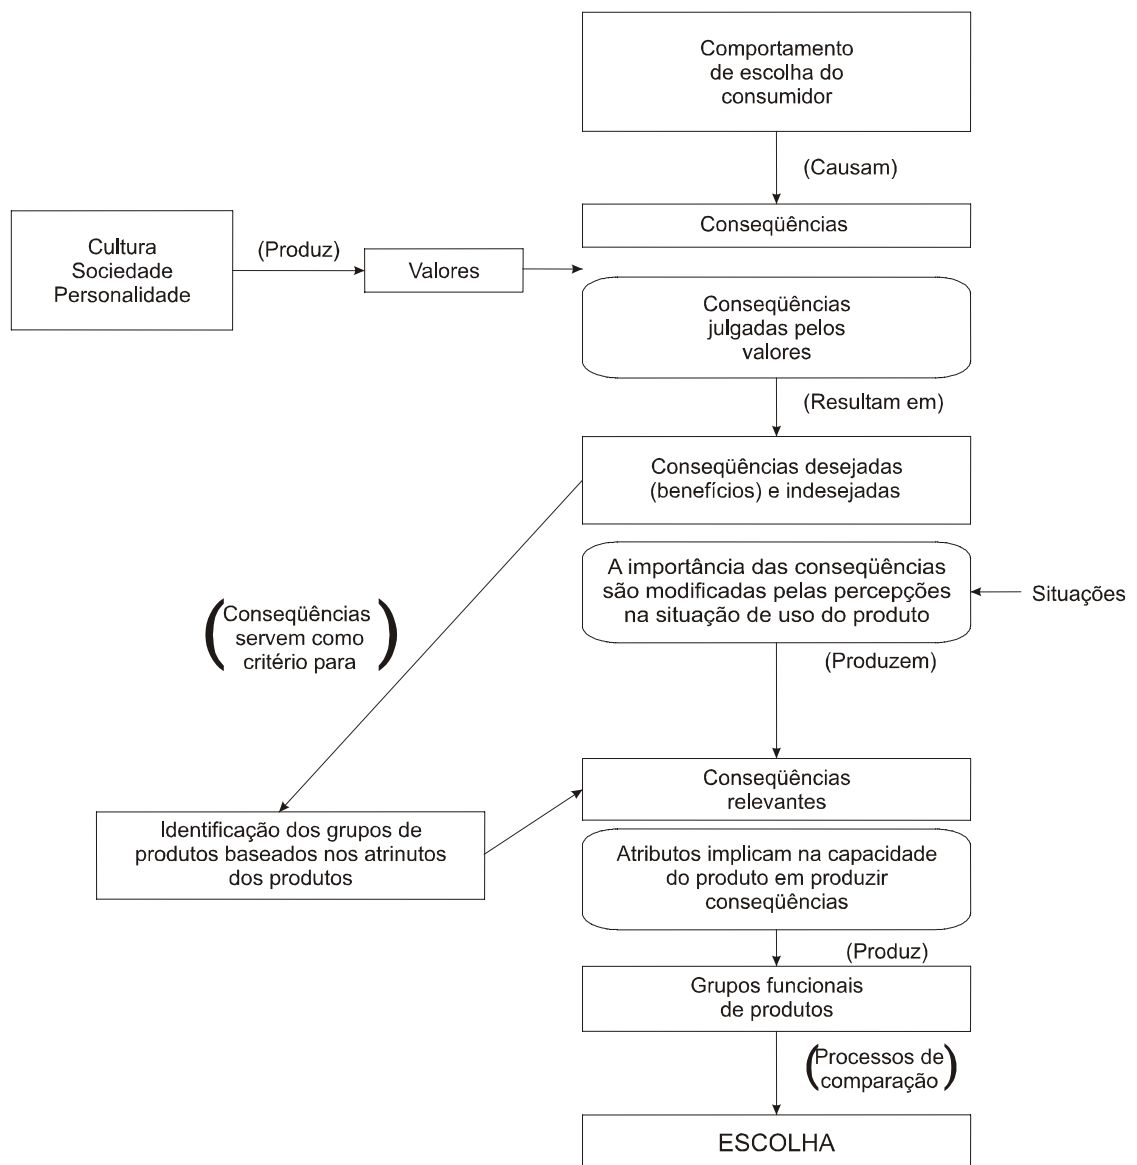 Comportamento
de escolha do
consumidor
(Causam)
Conseqüências
Cultura
Sociedade
Personalidade
(Produz)
Valores
Conseqüências
julgadas pelos
valores
(Resultam em)
Conseqüências desejadas
(benefícios) e indesejadas
A importância das conseqüências
são modificadas pelas percepções
na situação de uso do produto
Situações
(Conseqüências
servem como
critério para)
(Produzem)
Conseqüências
relevantes
Identificação dos grupos de
produtos baseados nos atrinutos
dos produtos
Atributos implicam na capacidade
do produto em produzir
conseqüências
(Produz)
Grupos funcionais
de produtos
(Processos de
comparação)
ESCOLHA